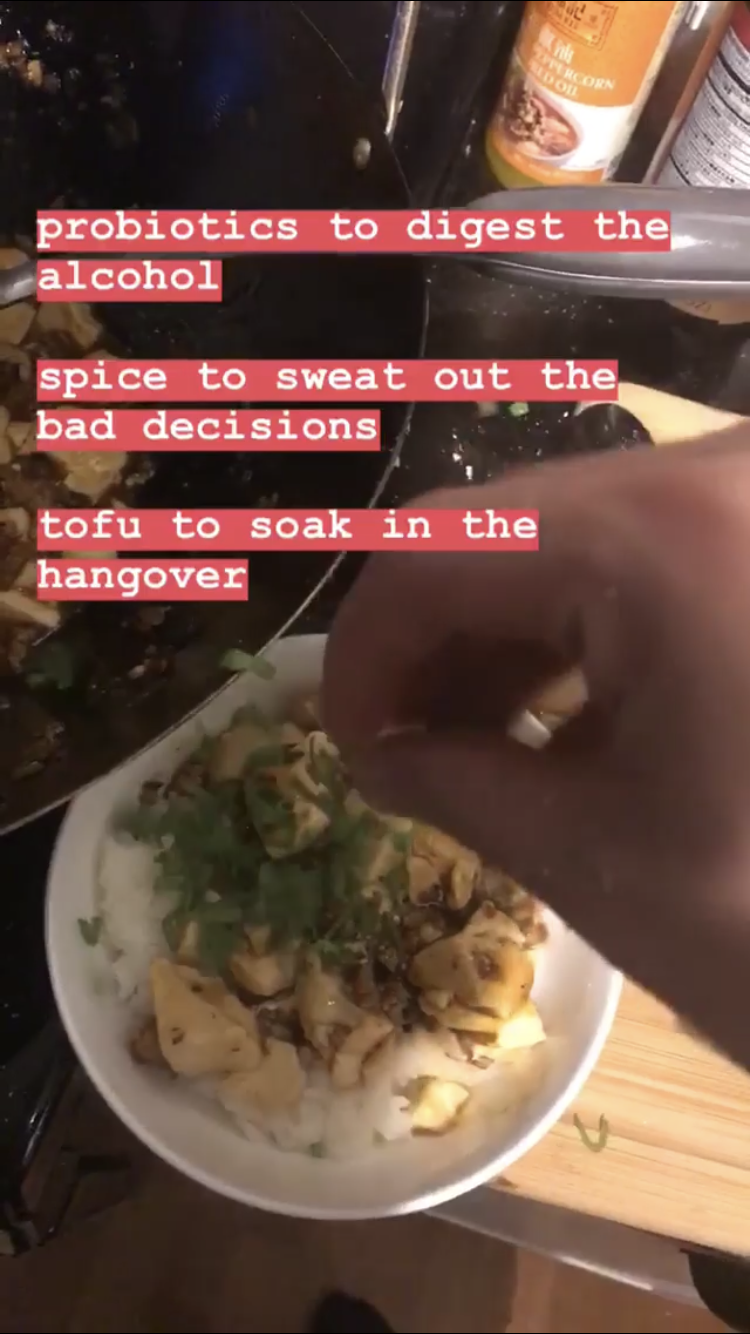 PEPPERCORN
OIL
probiotics to digest the
alcohol
spice to sweat out the
bad decisions
tofu to soak in the
hangover